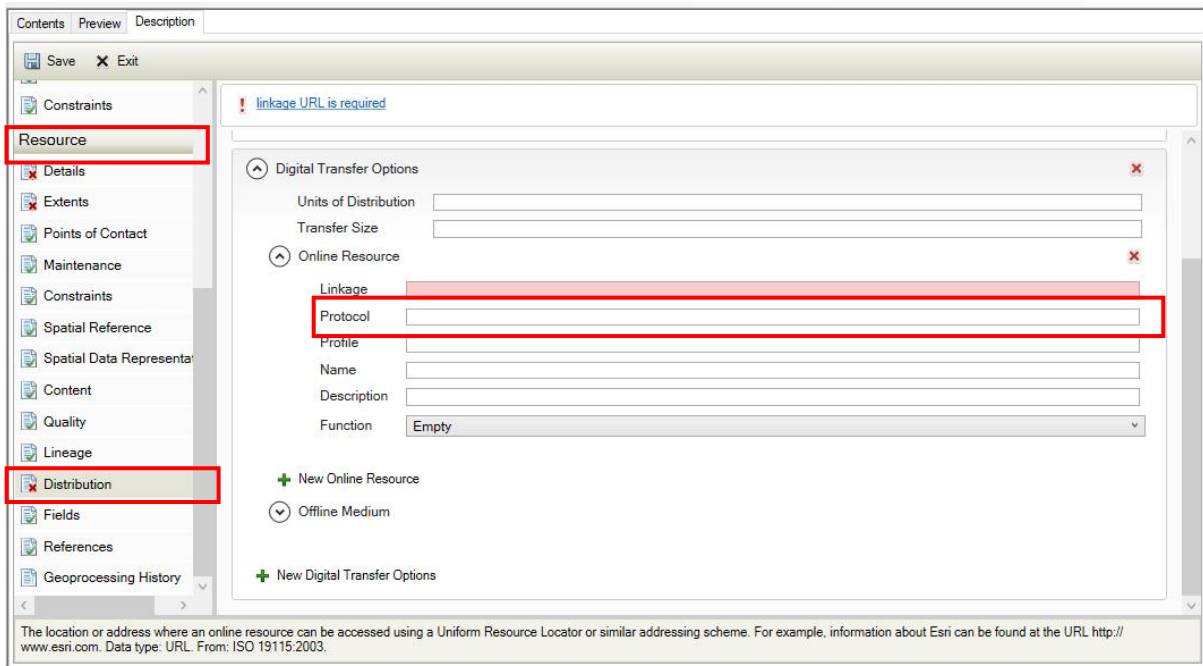 Contents Preview Description
Save Exit
Constraints
Resource
Details
Extents
Points of Contact
Maintenance
Constraints
Spatial Reference
Spatial Data Representat
Content
Quality
Lineage
Distribution
Fields
References
Geoprocessing History
linkage URL is required
Digital Transfer Options
Units of Distribution
Transfer Size
Online Resource
Linkage
Protocol
Profile
Name
Description
Function Empty
New Online Resource
Offline Medium
New Digital Transfer Options
The location or address where an online resource can be accessed using a Uniform Resource Locator or similar addressing scheme. For example, information about Esri can be found at the URL http://
www.esri.com. Data type: URL. From: ISO 19115:2003.